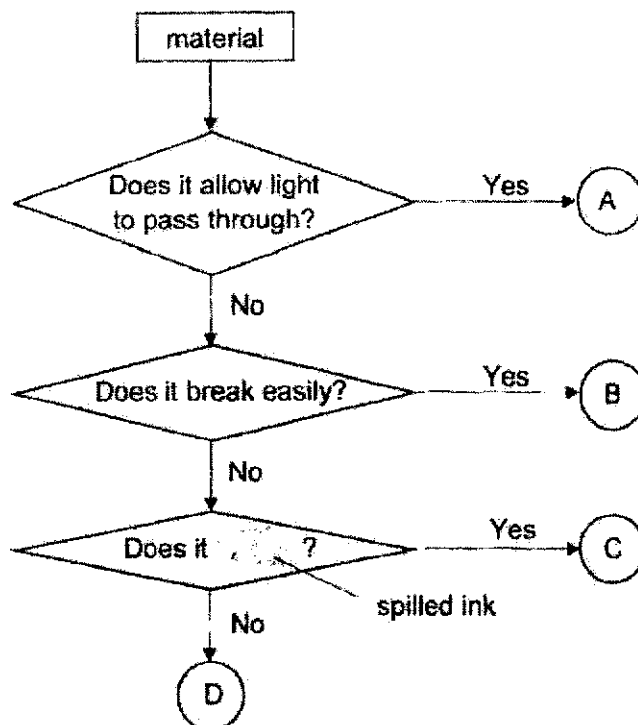 material
Does it allow light
to pass through?
Yes
A
No
Does it break easily?
Yes
B
No
Does it ?
Yes
C
spilled ink
No
D